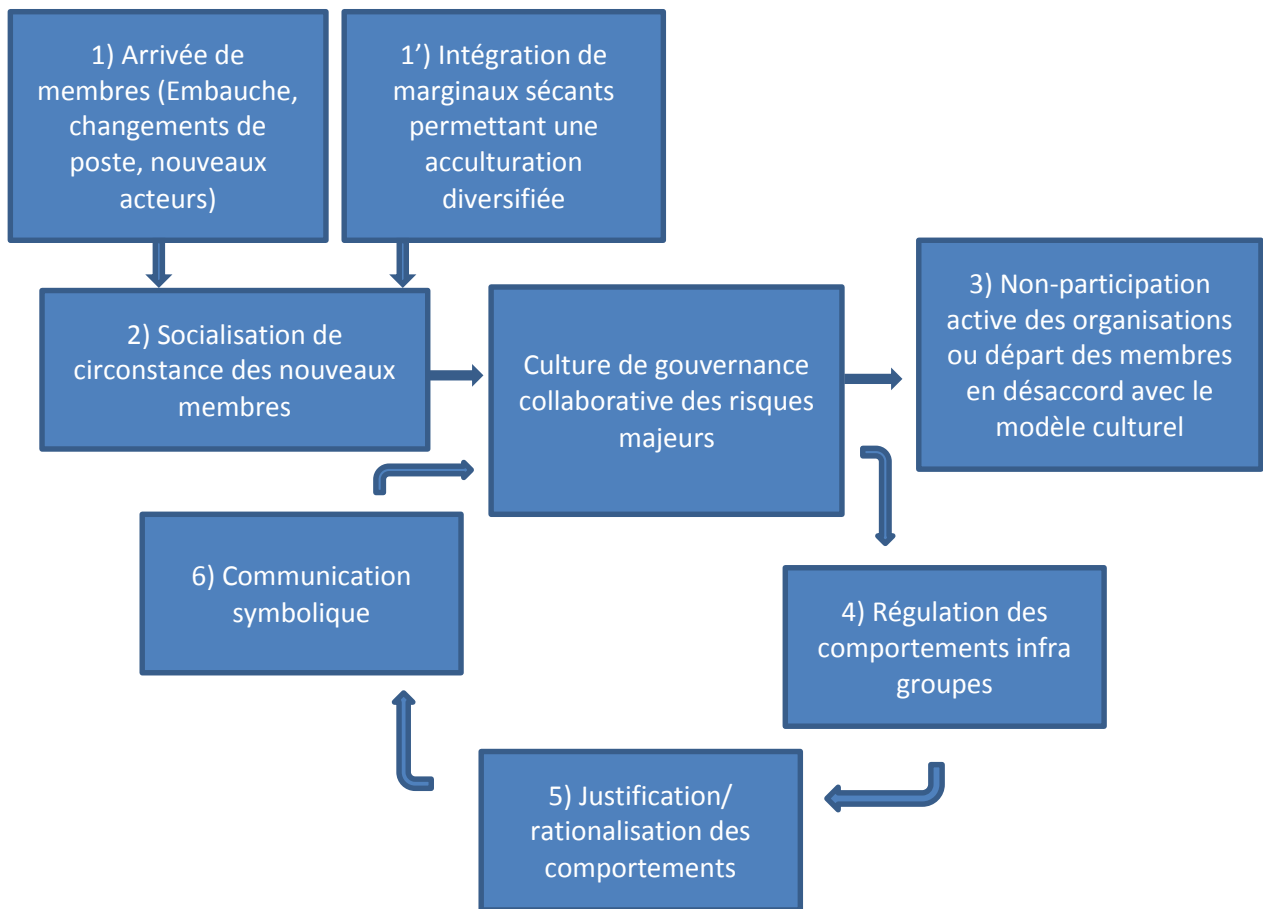 1) Arrivée de
membres (Embauche,
changements de
poste, nouveaux
acteurs)
1’) Intégration de
marginaux sécants
permettant une
acculturation
diversifiée
2) Socialisation de
circonstance des nouveaux
membres
Culture de gouvernance
collaborative des risques
majeurs
3) Non-participation
active des organisations
ou départ des membres
en désaccord avec le
modèle culturel
4) Régulation des
comportements infra
groupes
5) Justification/
rationalisation des
comportements
6) Communication
symbolique